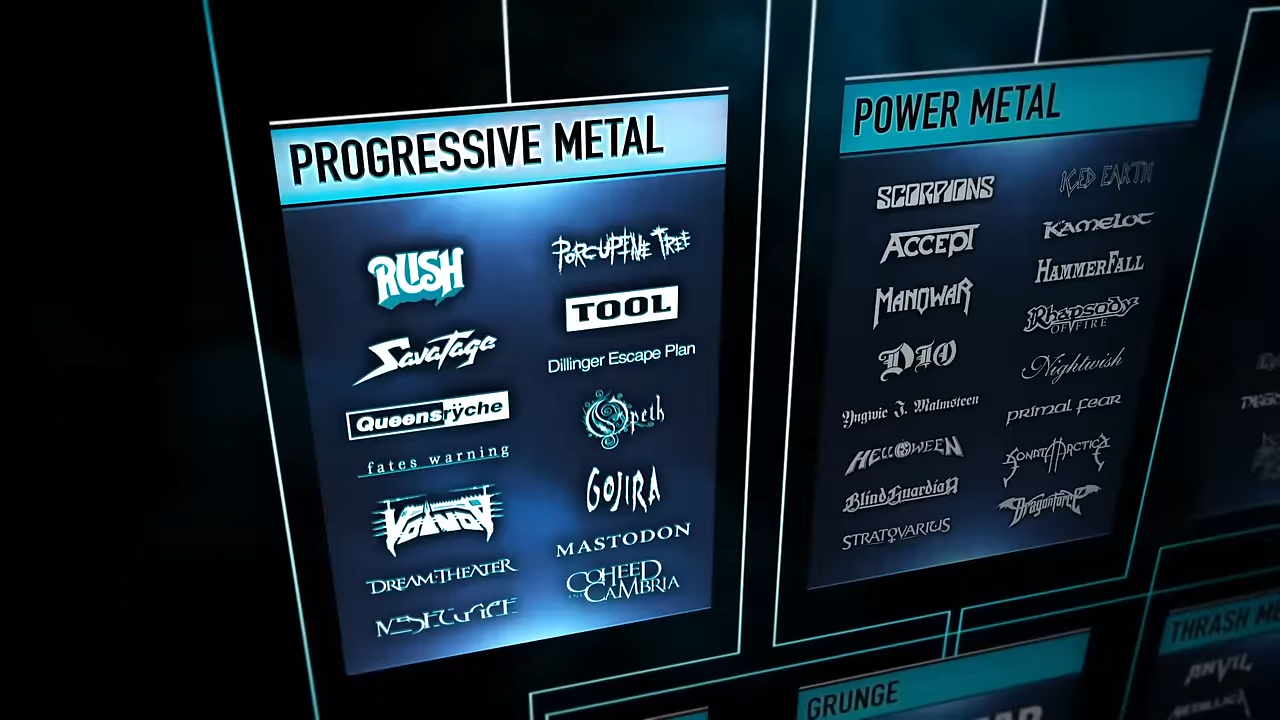 PROGRESSIVE METAL
RUSH
SAVATAGE
Queensrÿche
fates warning
VOIVOD
DREAM THEATER
MESHUGGAH
PORCUPINE TREE
TOOL
Dillinger Escape Plan
Opeth
GOJIRA
MASTODON
COHEED AND CAMBRIA
POWER METAL
SCORPIONS
ACCEPT
MANOWAR
DIO
Yngwie J. Malmsteen
HELLOWEEN
Blind Guardian
STRATOVARIUS
ICED EARTH
KAMELOT
HAMMERFALL
Rhapsody
OF FIRE
Nightwish
PRIMAL FEAR
SONATA ARCTICA
DragonForce
GRUNGE
THRASH
ANVIL
METALLICA